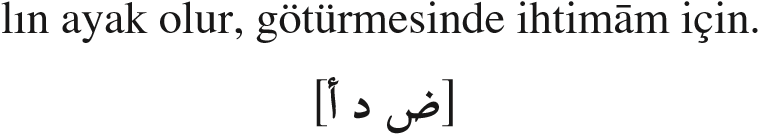 lın ayak olur, götürmesinde ihtimām için.
[ض د أ]